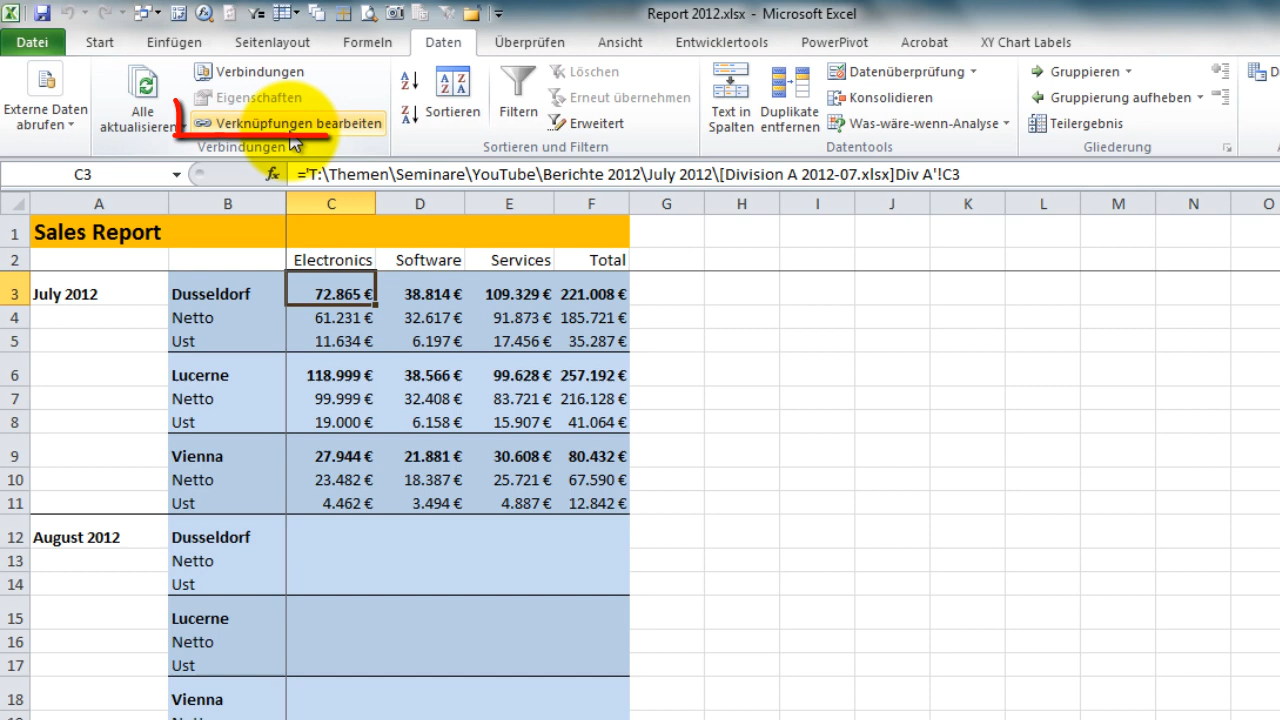 Report 2012.xlsx - Microsoft Excel
Datei Start Einfügen Seitenlayout Formeln Daten Überprüfen Ansicht Entwicklertools PowerPivot Acrobat XY Chart Labels
Externe Daten abrufen
Alle aktualisieren
Verbindungen
Eigenschaften
Verknüpfungen bearbeiten
Verbindungen
Sortieren
Filtern
Löschen
Erneut übernehmen
Erweitert
Sortieren und Filtern
Text in Spalten
Duplikate entfernen
Datenüberprüfung
Konsolidieren
Was-wäre-wenn-Analyse
Datentools
Gruppieren
Gruppierung aufheben
Teilergebnis
Gliederung
C3 fx ='T:\Themen\Seminare\YouTube\Berichte 2012\July 2012\[Division A 2012-07.xlsx]Div A'!C3
A B C D E F G H I J K L M N O
1 Sales Report
2 Electronics Software Services Total
3 July 2012 Dusseldorf 72.865 € 38.814 € 109.329 € 221.008 €
4 Netto 61.231 € 32.617 € 91.873 € 185.721 €
5 Ust 11.634 € 6.197 € 17.456 € 35.287 €
6 Lucerne 118.999 € 38.566 € 99.628 € 257.192 €
7 Netto 99.999 € 32.408 € 83.721 € 216.128 €
8 Ust 19.000 € 6.158 € 15.907 € 41.064 €
9 Vienna 27.944 € 21.881 € 30.608 € 80.432 €
10 Netto 23.482 € 18.387 € 25.721 € 67.590 €
11 Ust 4.462 € 3.494 € 4.887 € 12.842 €
12 August 2012 Dusseldorf
13 Netto
14 Ust
15 Lucerne
16 Netto
17 Ust
18 Vienna